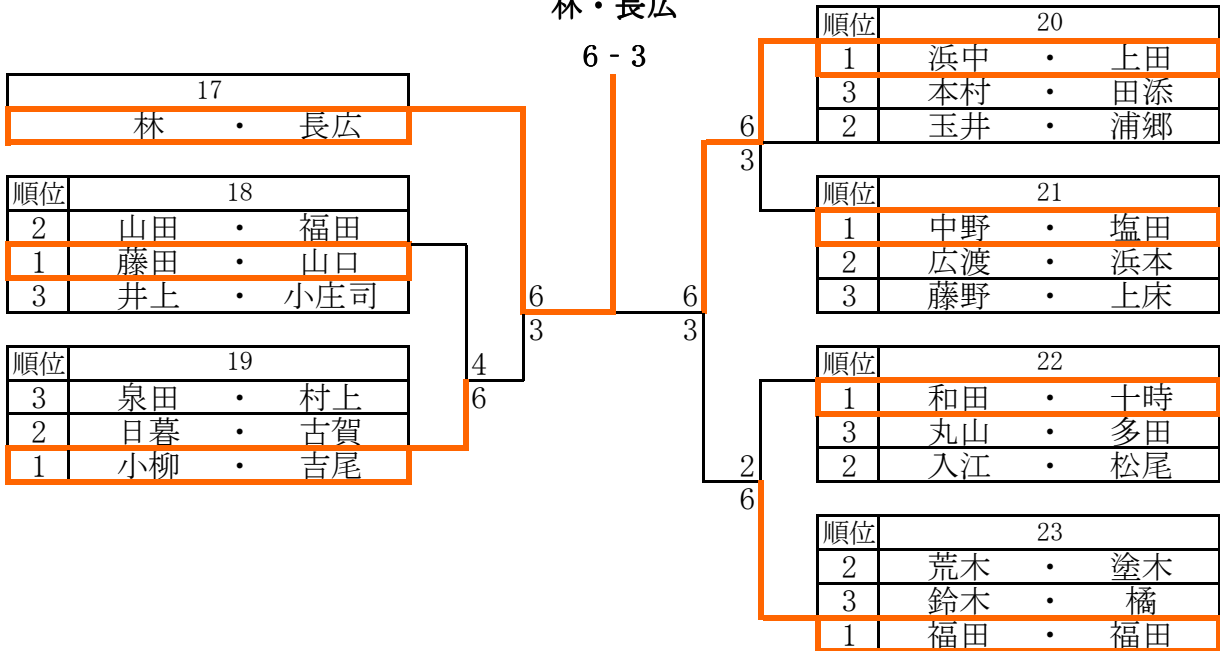 林・長広
6 - 3
17
林 ・ 長広
順位 18
2 山田 ・ 福田
1 藤田 ・ 山口
3 井上 ・ 小庄司
順位 19
3 泉田 ・ 村上
2 日暮 ・ 古賀
1 小柳 ・ 吉尾
4
6
6
3
6
3
6
3
2
6
順位 20
1 浜中 ・ 上田
3 本村 ・ 田添
2 玉井 ・ 浦郷
順位 21
1 中野 ・ 塩田
2 広渡 ・ 浜本
3 藤野 ・ 上床
順位 22
1 和田 ・ 十時
3 丸山 ・ 多田
2 入江 ・ 松尾
順位 23
2 荒木 ・ 塗木
3 鈴木 ・ 橘
1 福田 ・ 福田